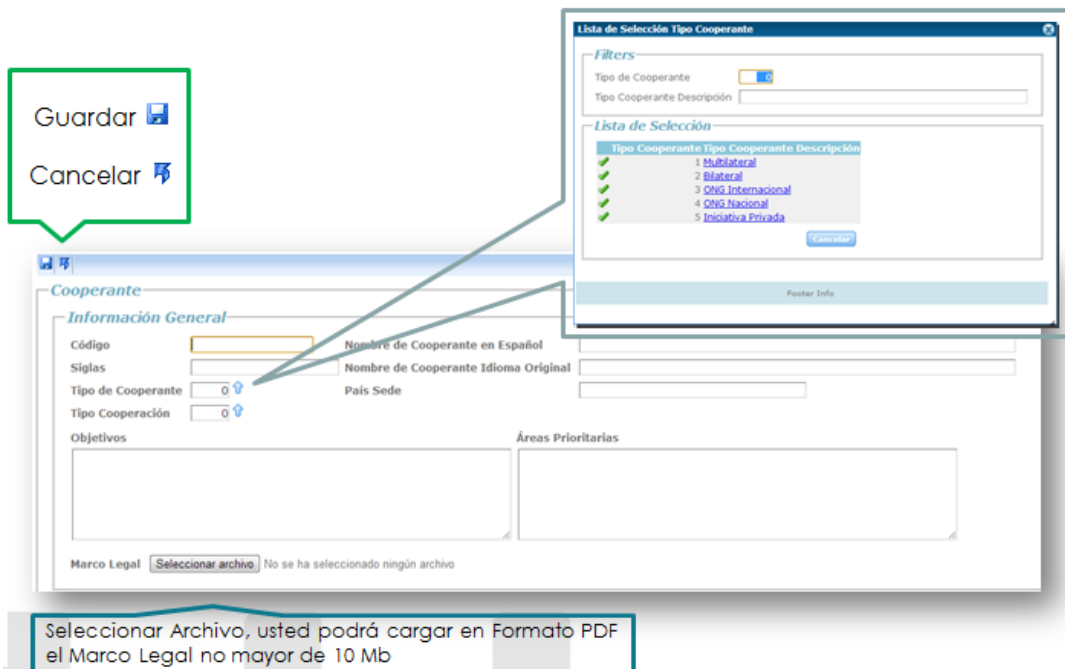 Guardar
Cancelar
Lista de Selección Tipo Cooperante
Filters
Tipo de Cooperante 0
Tipo Cooperante Descripción
Lista de Selección
Tipo Cooperante Tipo Cooperante Descripción
1 Multilateral
2 Bilateral
3 ONG Internacional
4 ONG Nacional
5 Iniciativa Privada
Cancelar
Footer Info
Cooperante
Información General
Código Nombre de Cooperante en Español
Siglas Nombre de Cooperante Idioma Original
Tipo de Cooperante 0 País Sede
Tipo Cooperación 0
Objetivos Áreas Prioritarias
Marco Legal Seleccionar archivo No se ha seleccionado ningún archivo
Seleccionar Archivo, usted podrá cargar en Formato PDF
el Marco Legal no mayor de 10 Mb